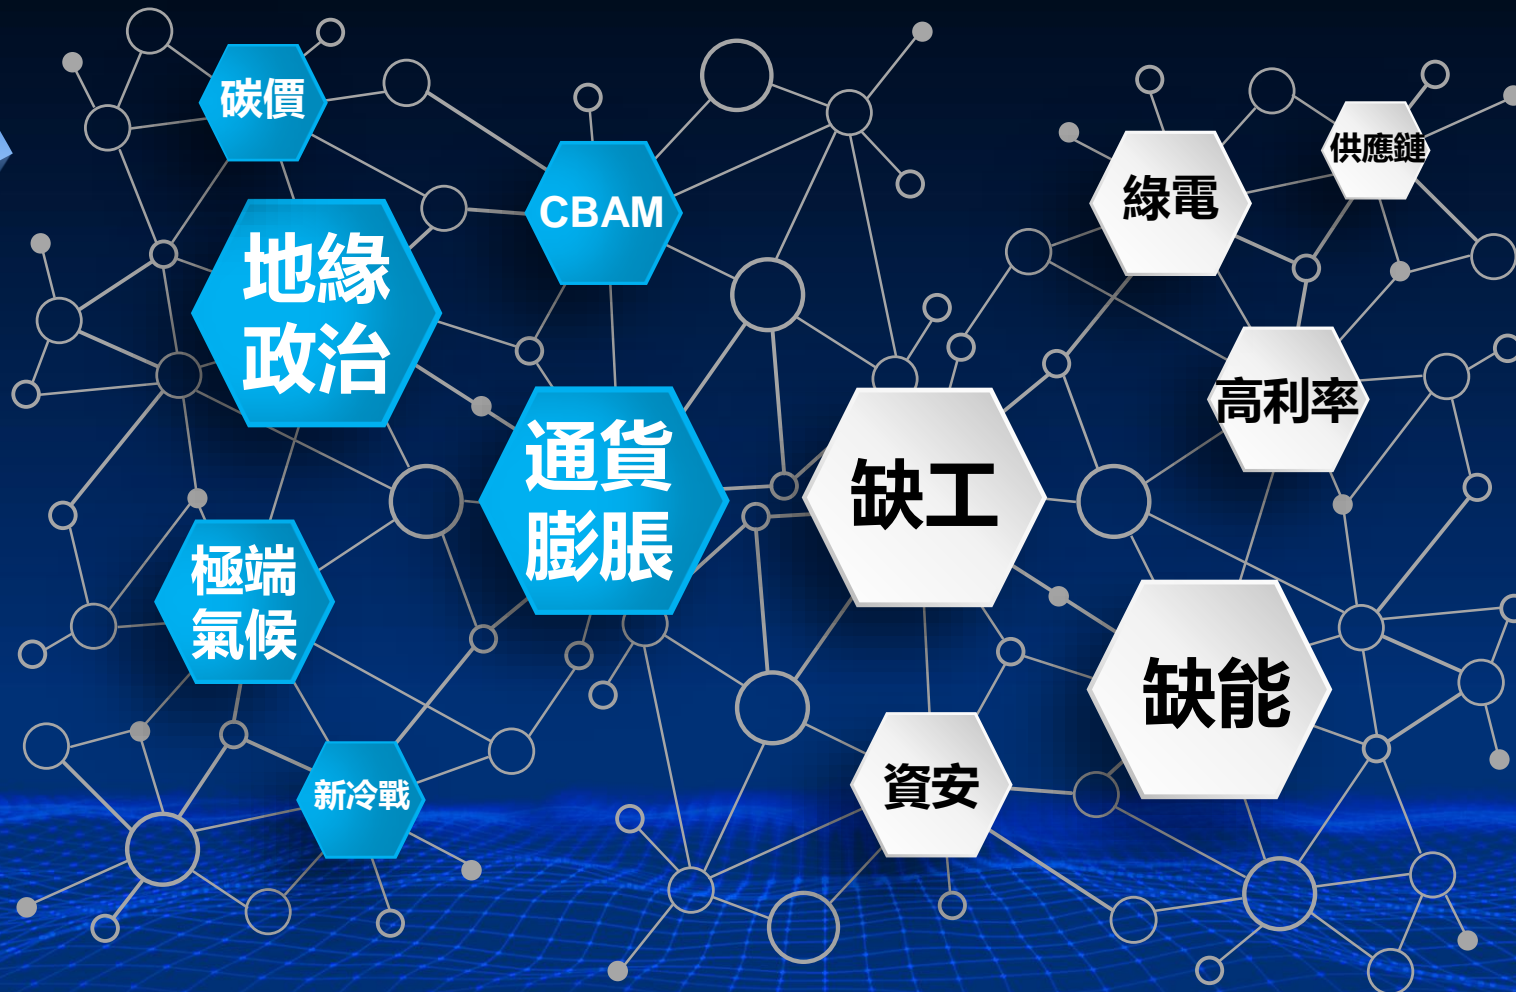 碳價
CBAM
地緣
政治
通貨
膨脹
極端
氣候
新冷戰
綠電
供應鏈
高利率
缺工
缺能
資安